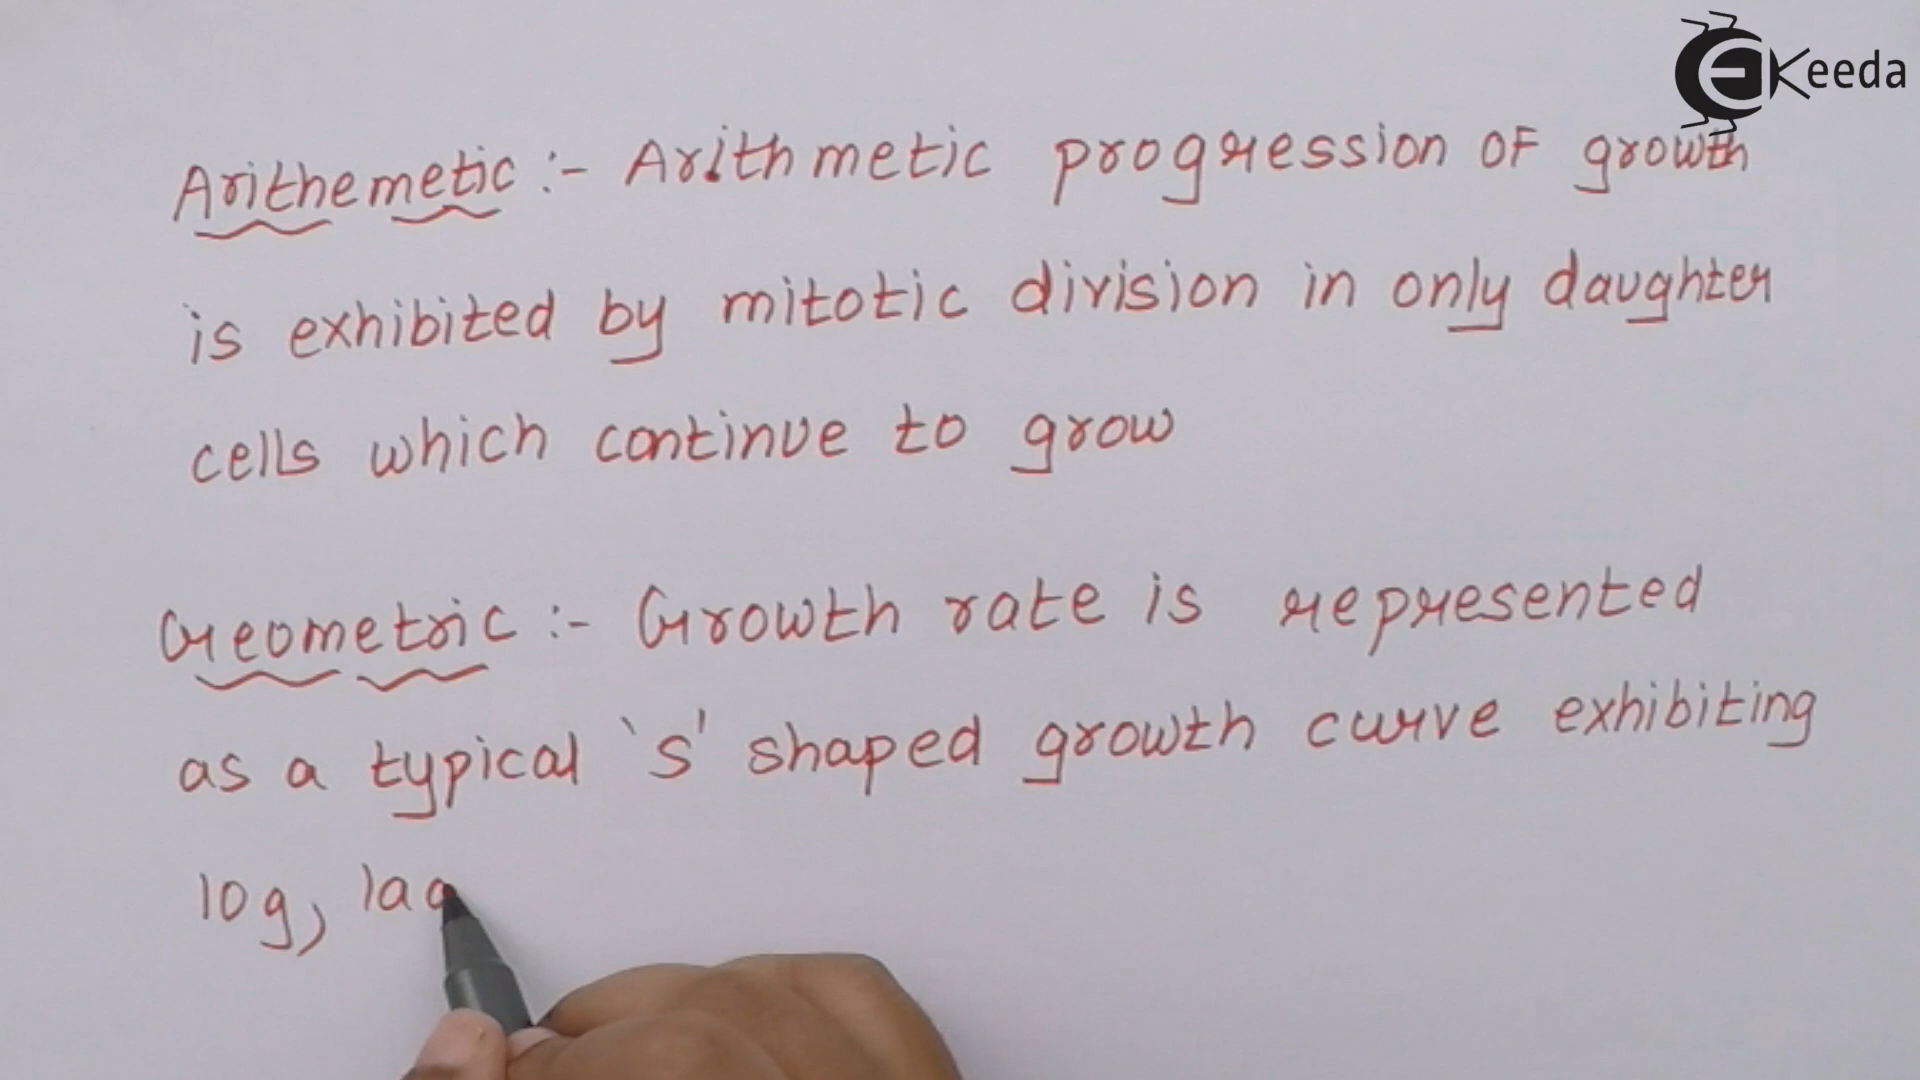 Keeda
Arithemetic :- Arithmetic progression OF growth
is exhibited by mitotic division in only daughter
cells which continue to grow
Geometric :- Growth rate is represented
as a typical 's' shaped growth curve exhibiting
log,